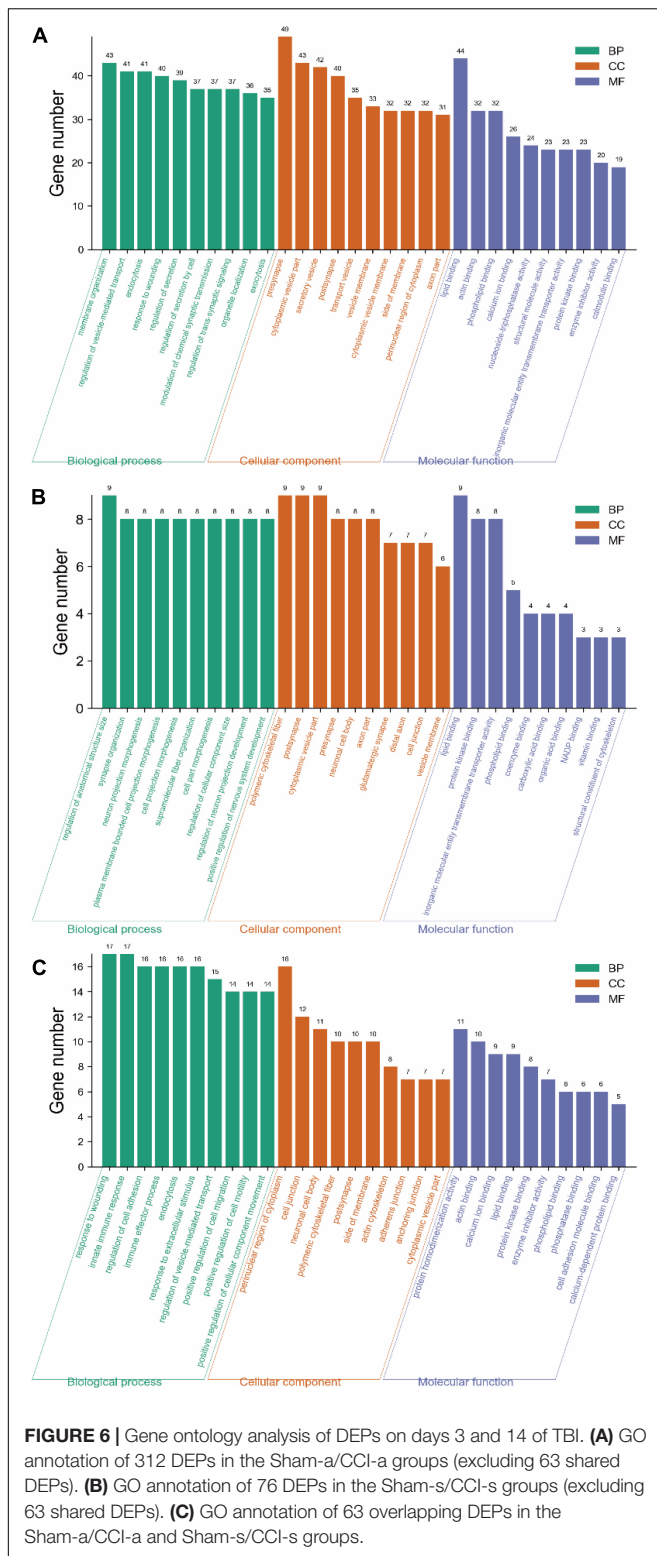 A
43
41
41
40
39
37
37
37
36
35
49
43
42
40
35
33
32
32
32
31
44
32
32
26
24
23
23
23
20
19
BP
CC
MF
Gene number
40
30
20
10
0
membrane organization
regulation of vesicle-mediated transport
endocytosis
response to wounding
regulation of secretion
regulation of secretion by cell
modulation of chemical synaptic transmission
regulation of trans-synaptic signaling
organelle localization
exocytosis
presynapse
cytoplasmic vesicle part
secretory vesicle
postsynapse
transport vesicle
vesicle membrane
cytoplasmic vesicle membrane
side of membrane
perinuclear region of cytoplasm
axon part
lipid binding
actin binding
phospholipid binding
calcium ion binding
nucleoside-triphosphatase activity
structural molecule activity
inorganic molecular entity transmembrane transporter activity
protein kinase binding
enzyme inhibitor activity
calmodulin binding
Biological process
Cellular component
Molecular function
B
9
8
8
8
8
8
8
8
8
8
9
9
9
8
8
8
7
7
7
6
9
8
8
5
4
4
4
3
3
3
BP
CC
MF
Gene number
8
6
4
2
0
regulation of anatomical structure size
synapse organization
neuron projection morphogenesis
plasma membrane bounded cell projection morphogenesis
cell projection morphogenesis
supramolecular fiber organization
cell part morphogenesis
regulation of cellular component size
regulation of neuron projection development
positive regulation of nervous system development
polymeric cytoskeletal fiber
postsynapse
cytoplasmic vesicle part
presynapse
neuronal cell body
axon part
glutamatergic synapse
distal axon
cell junction
vesicle membrane
lipid binding
protein kinase binding
inorganic molecular entity transmembrane transporter activity
phospholipid binding
coenzyme binding
carboxylic acid binding
organic acid binding
NADP binding
vitamin binding
structural constituent of cytoskeleton
Biological process
Cellular component
Molecular function
C
17
17
16
16
16
16
15
14
14
14
16
12
11
10
10
10
8
7
7
7
11
10
9
9
8
7
6
6
6
5
BP
CC
MF
Gene number
16
14
12
10
8
6
4
2
0
response to wounding
innate immune response
regulation of cell adhesion
immune effector process
endocytosis
response to extracellular stimulus
regulation of vesicle-mediated transport
positive regulation of cell migration
positive regulation of cell motility
positive regulation of cellular component movement
perinuclear region of cytoplasm
cell junction
neuronal cell body
polymeric cytoskeletal fiber
postsynapse
side of membrane
actin cytoskeleton
adherens junction
anchoring junction
cytoplasmic vesicle part
protein homodimerization activity
actin binding
calcium ion binding
lipid binding
protein kinase binding
enzyme inhibitor activity
phospholipid binding
phosphatase binding
cell adhesion molecule binding
calcium-dependent protein binding
Biological process
Cellular component
Molecular function
FIGURE 6 | Gene ontology analysis of DEPs on days 3 and 14 of TBI. (A) GO
annotation of 312 DEPs in the Sham-a/CCI-a groups (excluding 63 shared
DEPs). (B) GO annotation of 76 DEPs in the Sham-s/CCI-s groups (excluding
63 shared DEPs). (C) GO annotation of 63 overlapping DEPs in the
Sham-a/CCI-a and Sham-s/CCI-s groups.